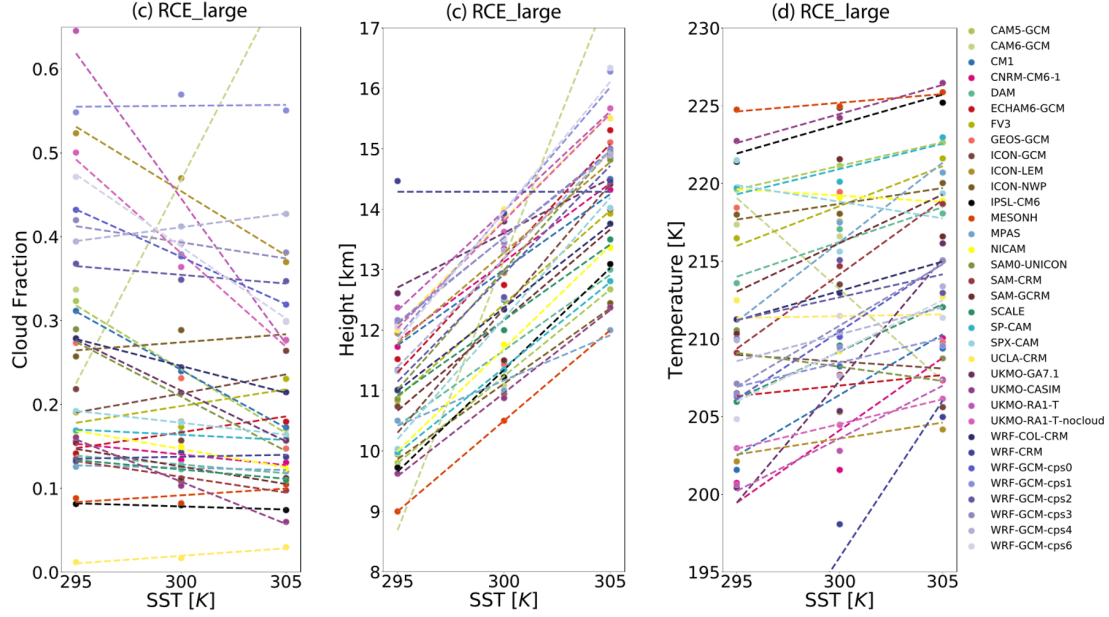 (c) RCE_large
Cloud Fraction
0.6
0.5
0.4
0.3
0.2
0.1
0.0
295
300
305
SST [K]
(c) RCE_large
Height [km]
17
16
15
14
13
12
11
10
9
8
295
300
305
SST [K]
(d) RCE_large
Temperature [K]
230
225
220
215
210
205
200
195
295
300
305
SST [K]
CAM5-GCM
CAM6-GCM
CM1
CNRM-CM6-1
DAM
ECHAM6-GCM
FV3
GEOS-GCM
ICON-GCM
ICON-LEM
ICON-NWP
IPSL-CM6
MESONH
MPAS
NICAM
SAM0-UNICON
SAM-CRM
SAM-GCRM
SCALE
SP-CAM
SPX-CAM
UCLA-CRM
UKMO-GA7.1
UKMO-CASIM
UKMO-RA1-T
UKMO-RA1-T-nocloud
WRF-COL-CRM
WRF-CRM
WRF-GCM-cps0
WRF-GCM-cps1
WRF-GCM-cps2
WRF-GCM-cps3
WRF-GCM-cps4
WRF-GCM-cps6